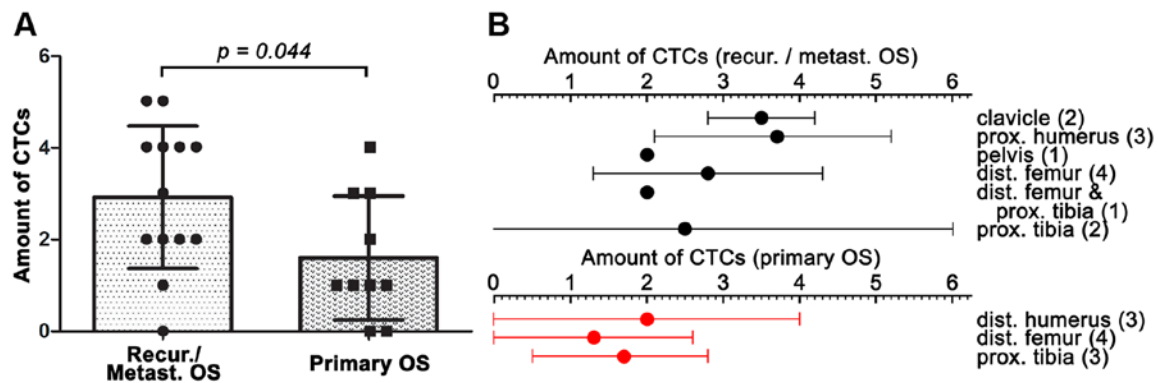 A
p = 0.044
6
4
2
0
Amount of CTCs
Recur./
Metast. OS
Primary OS
B
Amount of CTCs (recur. / metast. OS)
0 1 2 3 4 5 6
clavicle (2)
prox. humerus (3)
pelvis (1)
dist. femur (4)
dist. femur &
prox. tibia (1)
prox. tibia (2)
Amount of CTCs (primary OS)
0 1 2 3 4 5 6
dist. humerus (3)
dist. femur (4)
prox. tibia (3)